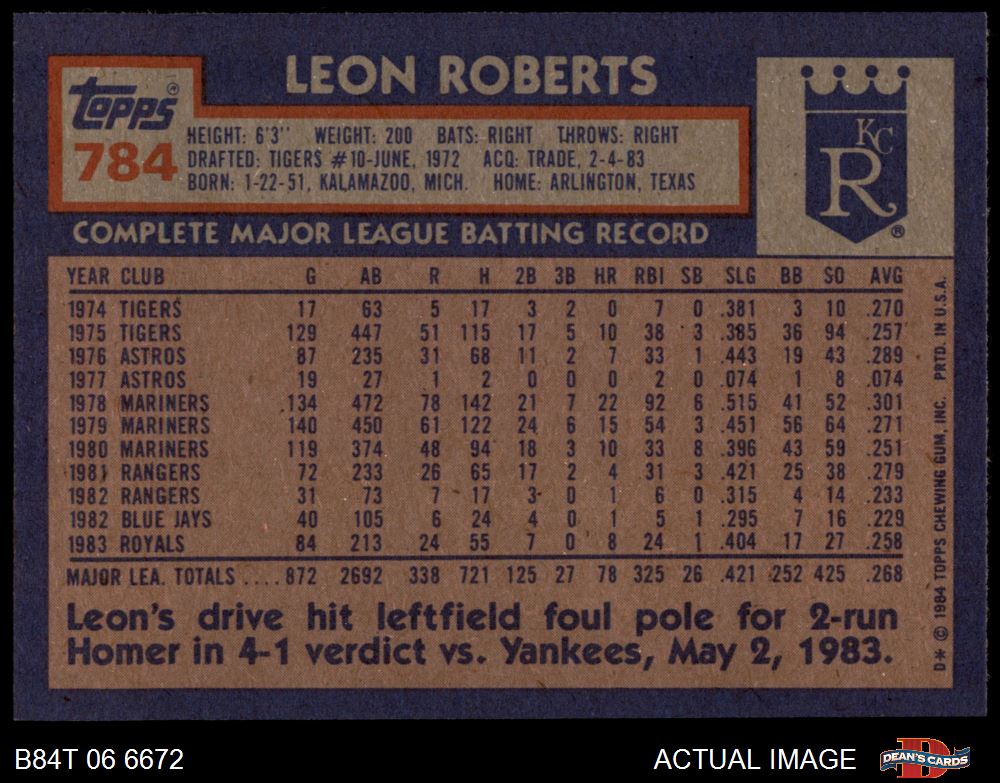 LEON ROBERTS
topps ®
784
HEIGHT: 6'3'' WEIGHT: 200 BATS: RIGHT THROWS: RIGHT
DRAFTED: TIGERS #10-JUNE, 1972 ACQ: TRADE, 2-4-83
BORN: 1-22-51, KALAMAZOO, MICH. HOME: ARLINGTON, TEXAS
KC
R ®
COMPLETE MAJOR LEAGUE BATTING RECORD
YEAR CLUB G AB R H 2B 3B HR RBI SB SLG BB SO AVG
1974 TIGERS 17 63 5 17 3 2 0 7 0 .381 3 10 .270
1975 TIGERS 129 447 51 115 17 5 10 38 3 .385 36 94 .257
1976 ASTROS 87 235 31 68 11 2 7 33 1 .443 19 43 .289
1977 ASTROS 19 27 1 2 0 0 0 2 0 .074 1 8 .074
1978 MARINERS 134 472 78 142 21 7 22 92 6 .515 41 52 .301
1979 MARINERS 140 450 61 122 24 6 15 54 3 .451 56 64 .271
1980 MARINERS 119 374 48 94 18 3 10 33 8 .396 43 59 .251
1981 RANGERS 72 233 26 65 17 2 4 31 3 .421 25 38 .279
1982 RANGERS 31 73 7 17 3 0 1 6 0 .315 4 14 .233
1982 BLUE JAYS 40 105 6 24 4 0 1 5 1 .295 7 16 .229
1983 ROYALS 84 213 24 55 7 0 8 24 1 .404 17 27 .258
MAJOR LEA. TOTALS ....872 2692 338 721 125 27 78 325 26 .421 252 425 .268
Leon's drive hit leftfield foul pole for 2-run
Homer in 4-1 verdict vs. Yankees, May 2, 1983.
D* © 1984 TOPPS CHEWING GUM, INC. PRTD. IN U.S.A.
B84T 06 6672
ACTUAL IMAGE
D
DEAN'S CARDS